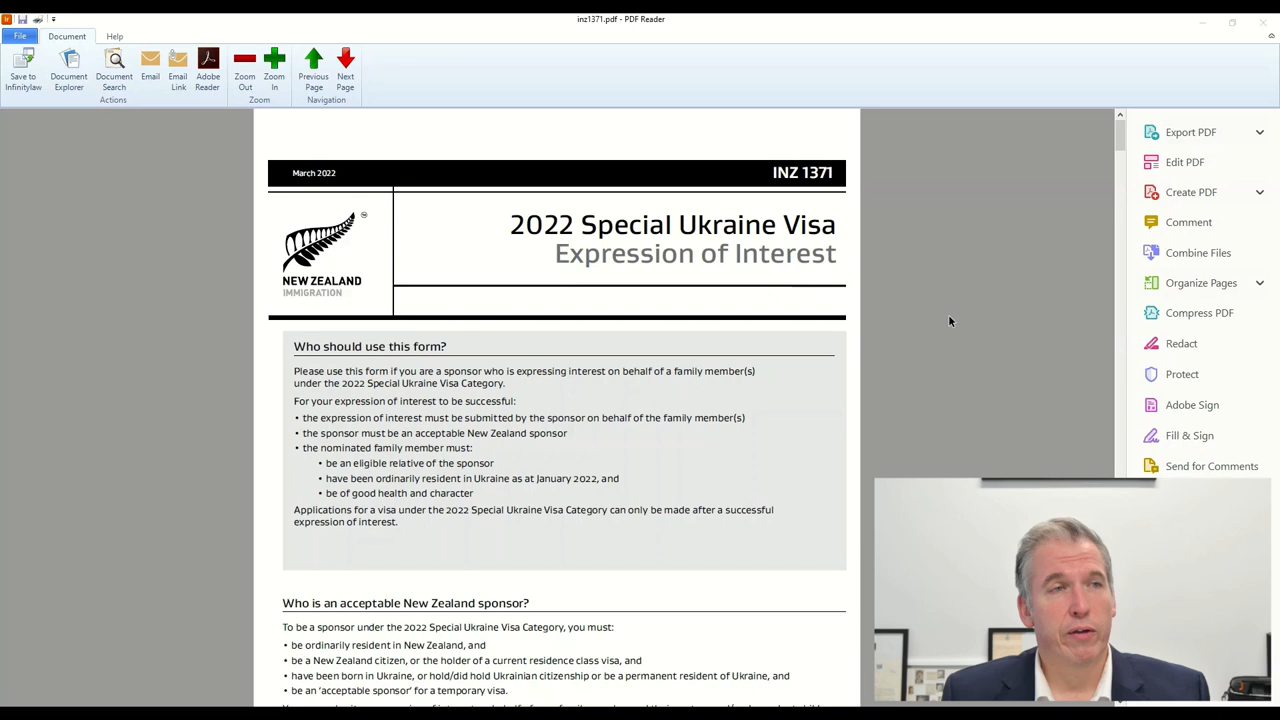 inz1371.pdf - PDF Reader
File Document Help
Save to Infinitylaw
Document Explorer
Document Search
Email
Email Link
Adobe Reader
Zoom Out
Zoom In
Previous Page
Next Page
Actions
Zoom
Navigation
March 2022
INZ 1371
NEW ZEALAND
IMMIGRATION
2022 Special Ukraine Visa
Expression of Interest
Who should use this form?
Please use this form if you are a sponsor who is expressing interest on behalf of a family member(s)
under the 2022 Special Ukraine Visa Category.
For your expression of interest to be successful:
• the expression of interest must be submitted by the sponsor on behalf of the family member(s)
• the sponsor must be an acceptable New Zealand sponsor
• the nominated family member must:
• be an eligible relative of the sponsor
• have been ordinarily resident in Ukraine as at January 2022, and
• be of good health and character
Applications for a visa under the 2022 Special Ukraine Visa Category can only be made after a successful
expression of interest.
Who is an acceptable New Zealand sponsor?
To be a sponsor under the 2022 Special Ukraine Visa Category, you must:
• be ordinarily resident in New Zealand, and
• be a New Zealand citizen, or the holder of a current residence class visa, and
• have been born in Ukraine, or hold/did hold Ukrainian citizenship or be a permanent resident of Ukraine, and
• be an ‘acceptable sponsor’ for a temporary visa.
Export PDF
Edit PDF
Create PDF
Comment
Combine Files
Organize Pages
Compress PDF
Redact
Protect
Adobe Sign
Fill & Sign
Send for Comments